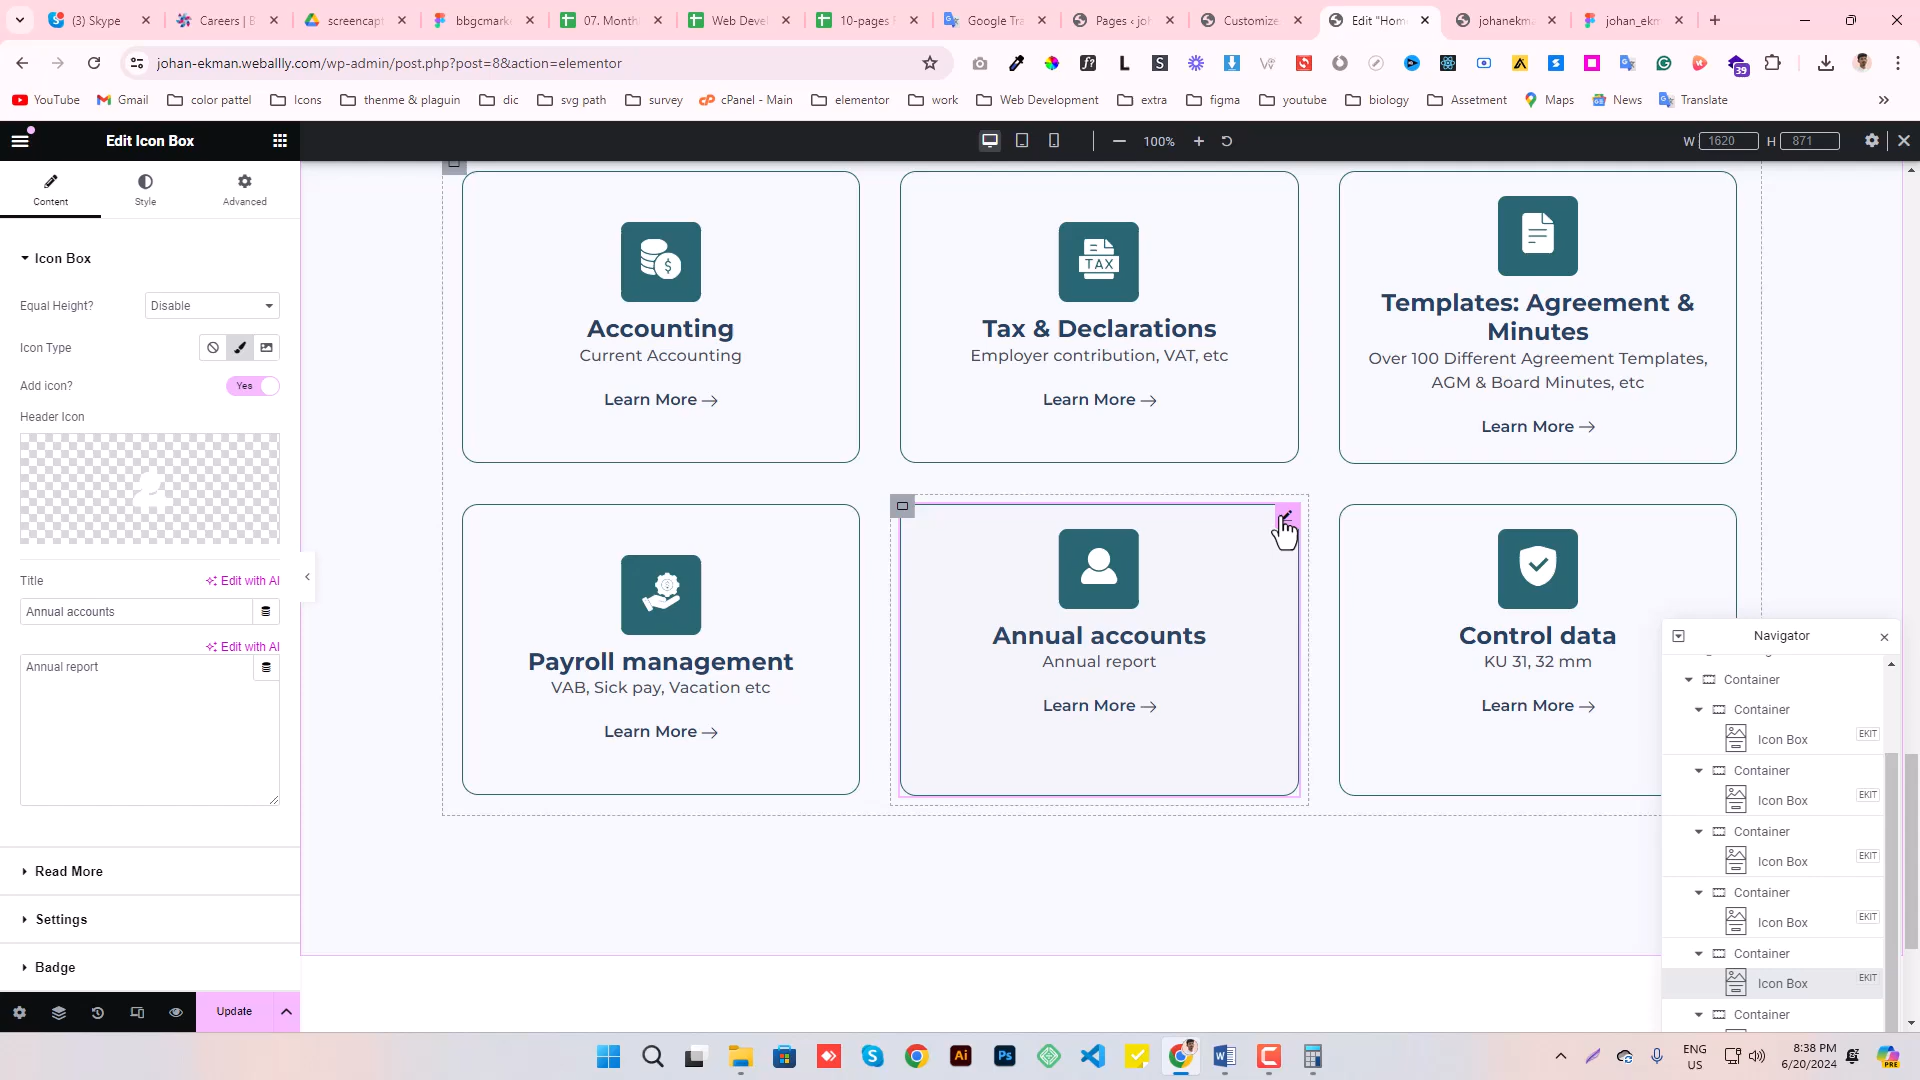 (3) Skype
Careers | B
screencapt
bbgcmark
07. Month
Web Devel
10-pages F
Google Tra
Pages ‹ joh
Customize
Edit "Hom
johanekm
johan_ekm
johan-ekman.weballly.com/wp-admin/post.php?post=8&action=elementor
39
YouTube
Gmail
color pattel
Icons
thenme & plaguin
dic
svg path
survey
cPanel - Main
elementor
work
Web Development
extra
figma
youtube
biology
Assetment
Maps
News
Translate
Edit Icon Box
100%
W 1620 H 871
Content
Style
Advanced
Icon Box
Equal Height?
Disable
Icon Type
Add icon?
Yes
Header Icon
Title
Edit with AI
Annual accounts
Edit with AI
Annual report
Read More
Settings
Badge
Update
Accounting
Current Accounting
Learn More
TAX
Tax & Declarations
Employer contribution, VAT, etc
Learn More
Templates: Agreement &
Minutes
Over 100 Different Agreement Templates,
AGM & Board Minutes, etc
Learn More
Payroll management
VAB, Sick pay, Vacation etc
Learn More
Annual accounts
Annual report
Learn More
Control data
KU 31, 32 mm
Learn More
Navigator
Container
Container
Icon Box
EKIT
Container
Icon Box
EKIT
Container
Icon Box
EKIT
Container
Icon Box
EKIT
Container
Icon Box
EKIT
Container
Ai
Ps
ENG
US
8:38 PM
6/20/2024
PRE